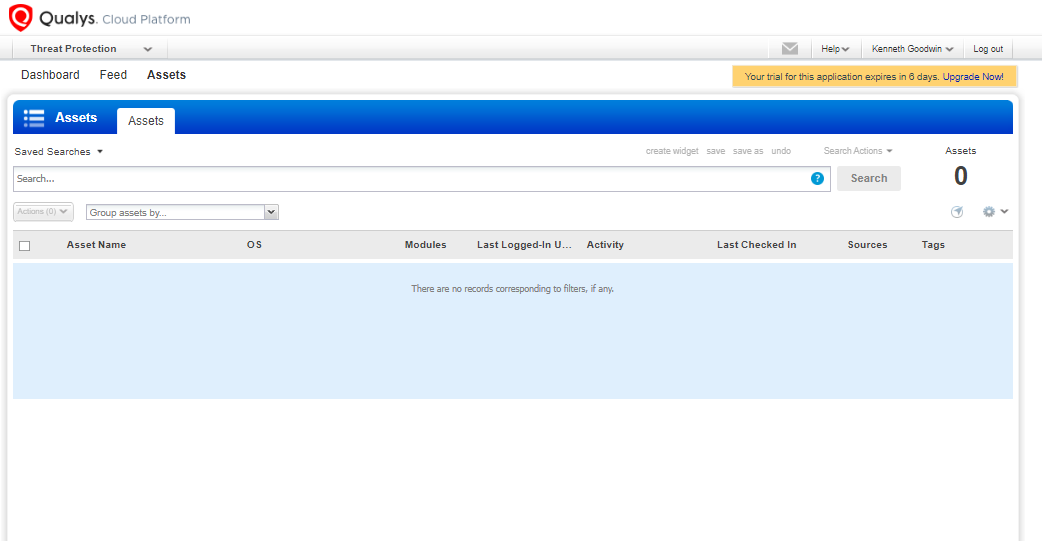 Qualys. Cloud Platform
Threat Protection Help Kenneth Goodwin Log out
Dashboard Feed Assets
Your trial for this application expires in 6 days. Upgrade Now!
Assets Assets
Saved Searches create widget save save as undo Search Actions Assets
Search... ? Search 0
Actions (0) Group assets by...
Asset Name OS Modules Last Logged-In U... Activity Last Checked In Sources Tags
There are no records corresponding to filters, if any.